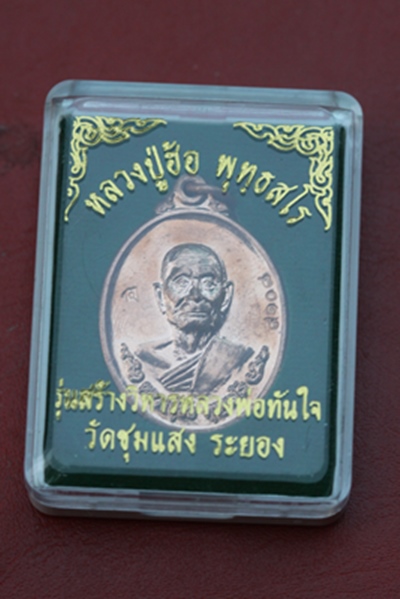 หลวงปู่ฮ้อ พุทธสโร
รุ่นสร้างวิหารหลวงพ่อทันใจ
วัดชุมแสง ระยอง